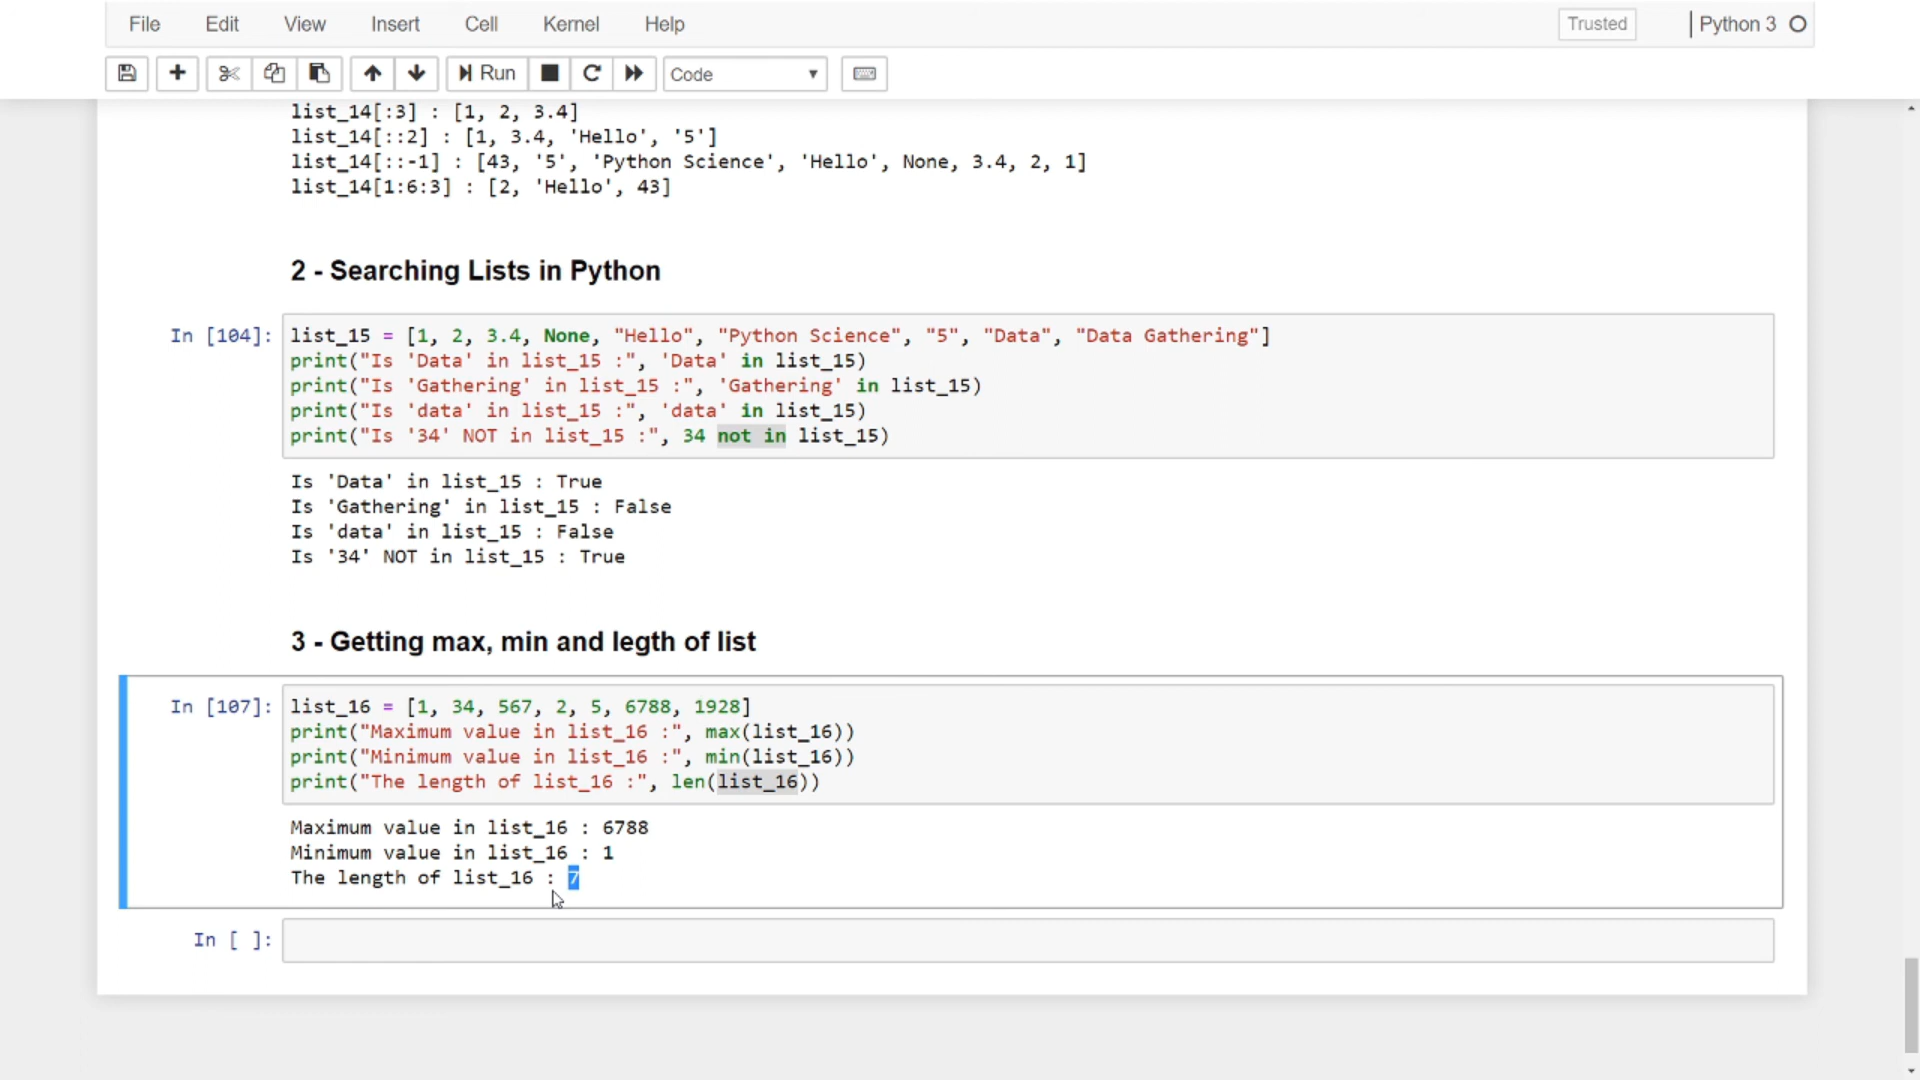 File Edit View Insert Cell Kernel Help Trusted Python 3
Run Code
list_14[:3] : [1, 2, 3.4]
list_14[::2] : [1, 3.4, 'Hello', '5']
list_14[::-1] : [43, '5', 'Python Science', 'Hello', None, 3.4, 2, 1]
list_14[1:6:3] : [2, 'Hello', 43]
2 - Searching Lists in Python
In [104]: list_15 = [1, 2, 3.4, None, "Hello", "Python Science", "5", "Data", "Data Gathering"]
print("Is 'Data' in list_15 :", 'Data' in list_15)
print("Is 'Gathering' in list_15 :", 'Gathering' in list_15)
print("Is 'data' in list_15 :", 'data' in list_15)
print("Is '34' NOT in list_15 :", 34 not in list_15)
Is 'Data' in list_15 : True
Is 'Gathering' in list_15 : False
Is 'data' in list_15 : False
Is '34' NOT in list_15 : True
3 - Getting max, min and legth of list
In [107]: list_16 = [1, 34, 567, 2, 5, 6788, 1928]
print("Maximum value in list_16 :", max(list_16))
print("Minimum value in list_16 :", min(list_16))
print("The length of list_16 :", len(list_16))
Maximum value in list_16 : 6788
Minimum value in list_16 : 1
The length of list_16 : 7
In [ ]: